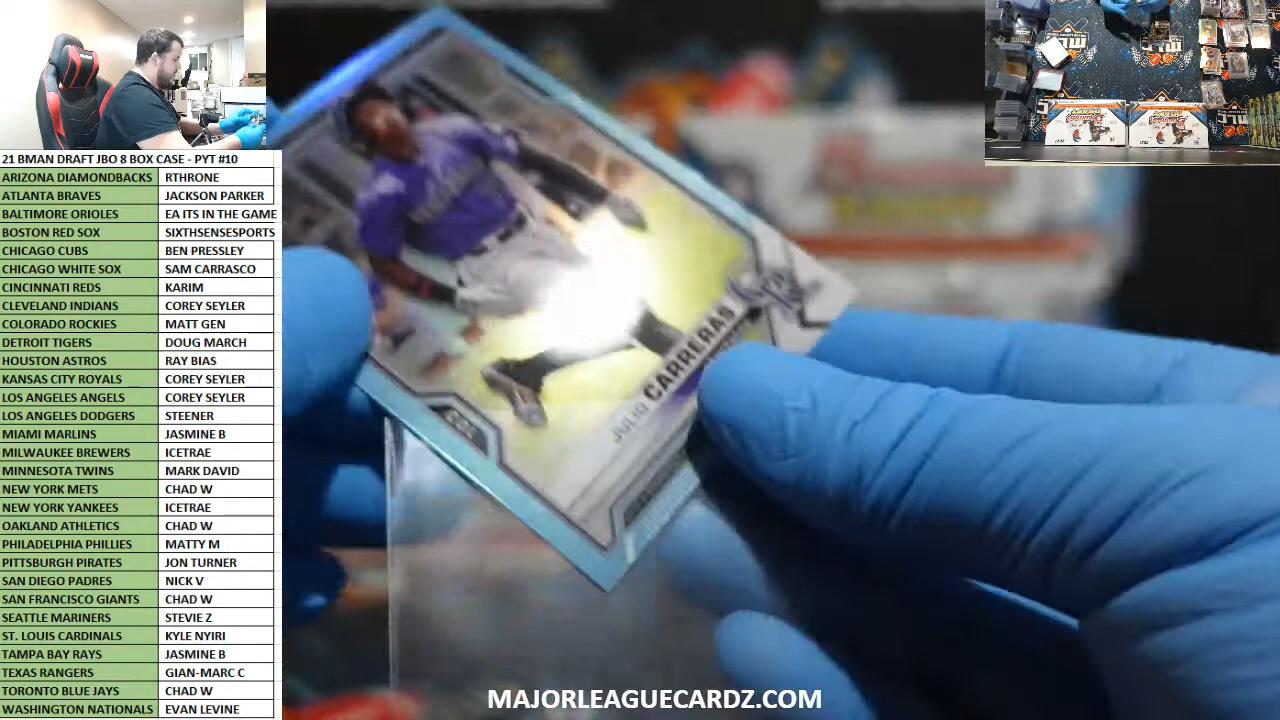 21 BMAN DRAFT JBO 8 BOX CASE - PYT #10
ARIZONA DIAMONDBACKS RTHRONE
ATLANTA BRAVES JACKSON PARKER
BALTIMORE ORIOLES EA ITS IN THE GAME
BOSTON RED SOX SIXTHSENSESPORTS
CHICAGO CUBS BEN PRESSLEY
CHICAGO WHITE SOX SAM CARRASCO
CINCINNATI REDS KARIM
CLEVELAND INDIANS COREY SEYLER
COLORADO ROCKIES MATT GEN
DETROIT TIGERS DOUG MARCH
HOUSTON ASTROS RAY BIAS
KANSAS CITY ROYALS COREY SEYLER
LOS ANGELES ANGELS COREY SEYLER
LOS ANGELES DODGERS STEENER
MIAMI MARLINS JASMINE B
MILWAUKEE BREWERS ICETRAE
MINNESOTA TWINS MARK DAVID
NEW YORK METS CHAD W
NEW YORK YANKEES ICETRAE
OAKLAND ATHLETICS CHAD W
PHILADELPHIA PHILLIES MATTY M
PITTSBURGH PIRATES JON TURNER
SAN DIEGO PADRES NICK V
SAN FRANCISCO GIANTS CHAD W
SEATTLE MARINERS STEVIE Z
ST. LOUIS CARDINALS KYLE NYIRI
TAMPA BAY RAYS JASMINE B
TEXAS RANGERS GIAN-MARC C
TORONTO BLUE JAYS CHAD W
WASHINGTON NATIONALS EVAN LEVINE
JULIO CARRERAS
MAJORLEAGUECARDZ.COM